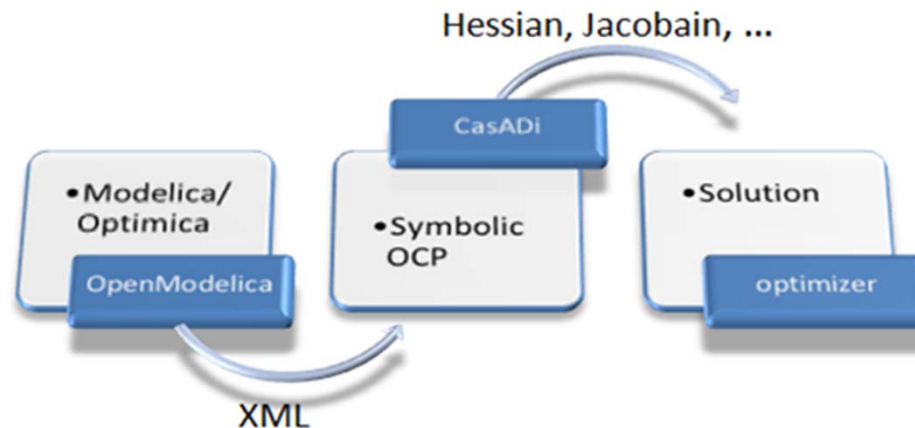 Hessian, Jacobain, ...
CasADi
•Modelica/
Optimica
OpenModelica
•Symbolic
OCP
•Solution
optimizer
XML